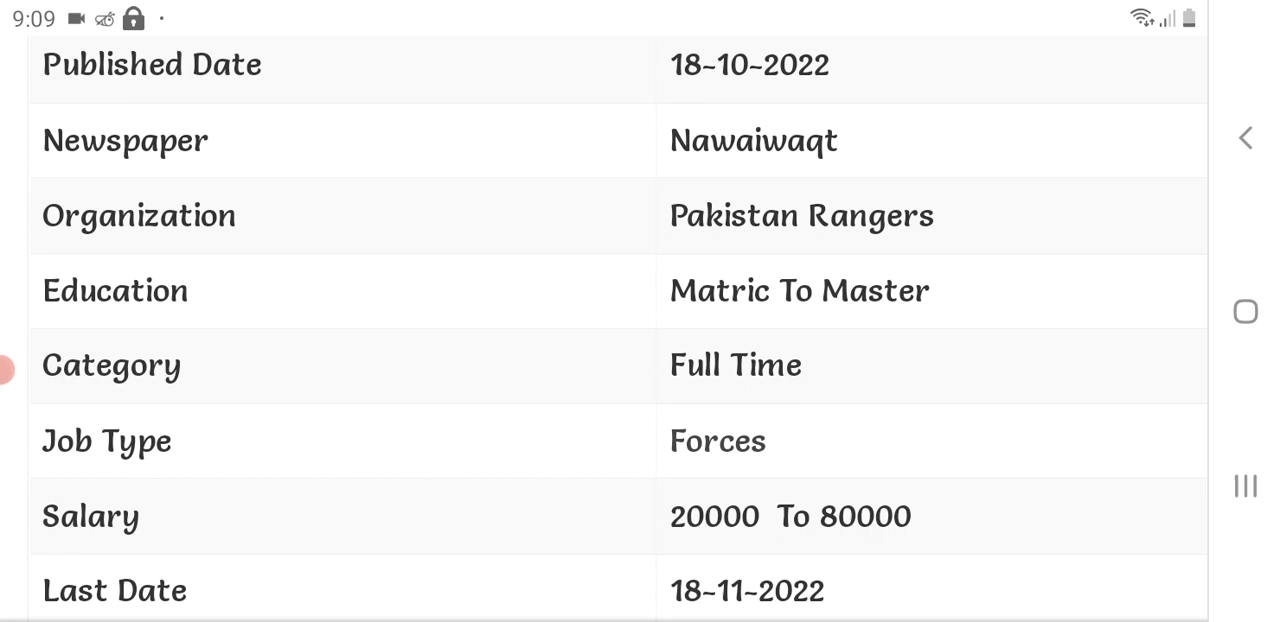 9:09
Published Date 18-10-2022
Newspaper Nawaiwaqt
Organization Pakistan Rangers
Education Matric To Master
Category Full Time
Job Type Forces
Salary 20000 To 80000
Last Date 18-11-2022